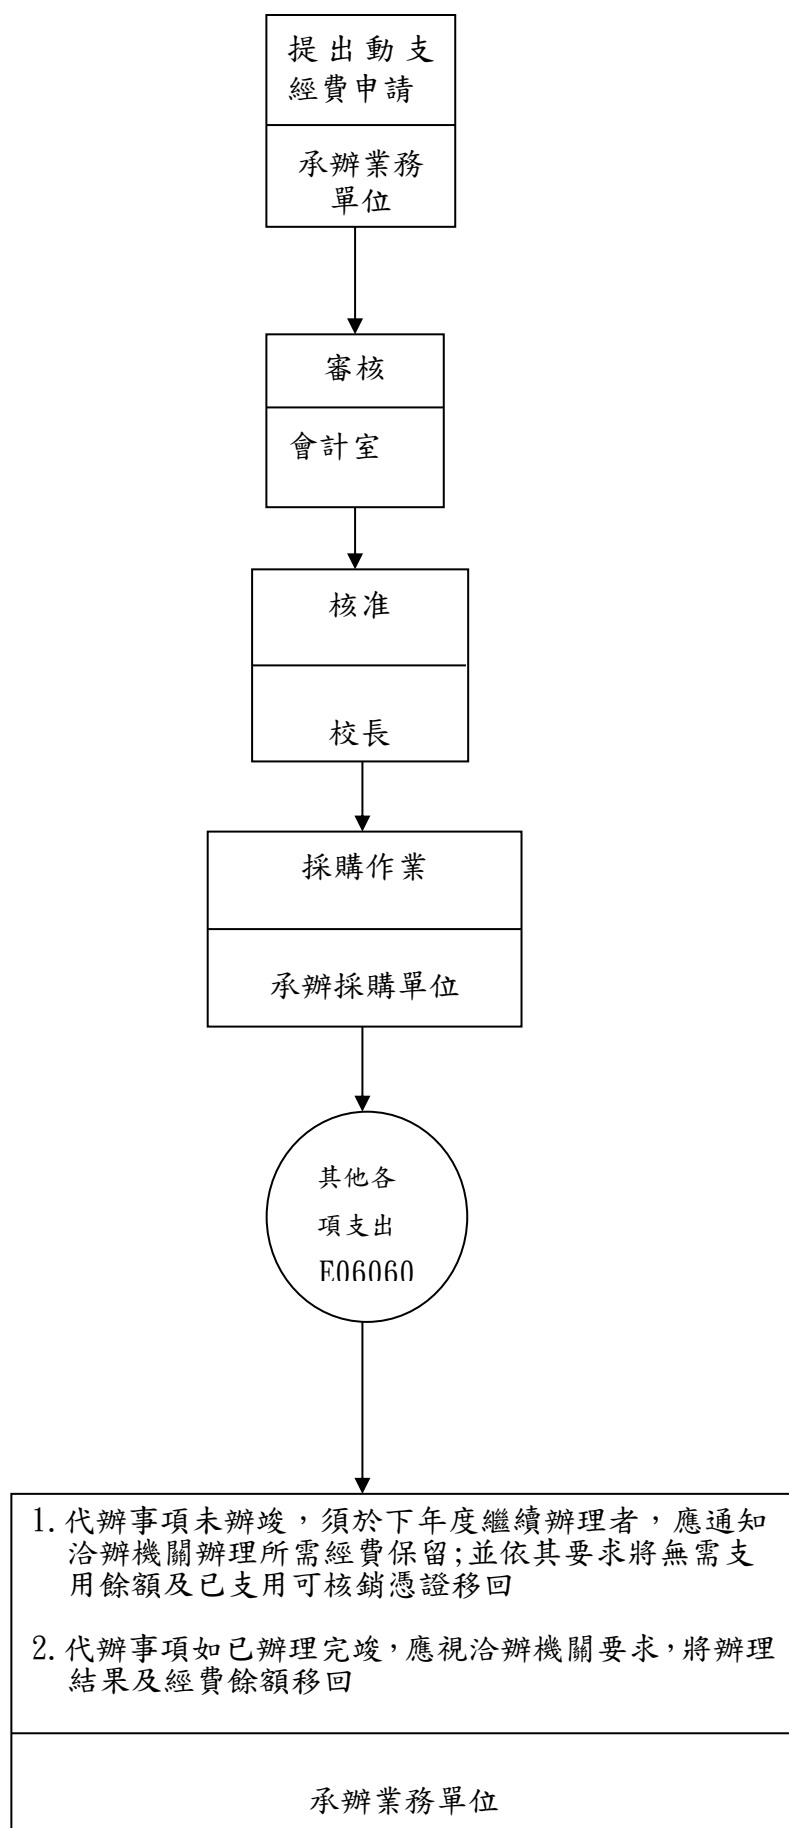 提出動支
經費申請
承辦業務
單位
審核
會計室
核准
校長
採購作業
承辦採購單位
其他各
項支出
E06060
1.代辦事項未辦竣，須於下年度繼續辦理者，應通知
洽辦機關辦理所需經費保留;並依其要求將無需支
用餘額及已支用可核銷憑證移回
2.代辦事項如已辦理完竣，應視洽辦機關要求，將辦理
結果及經費餘額移回
承辦業務單位